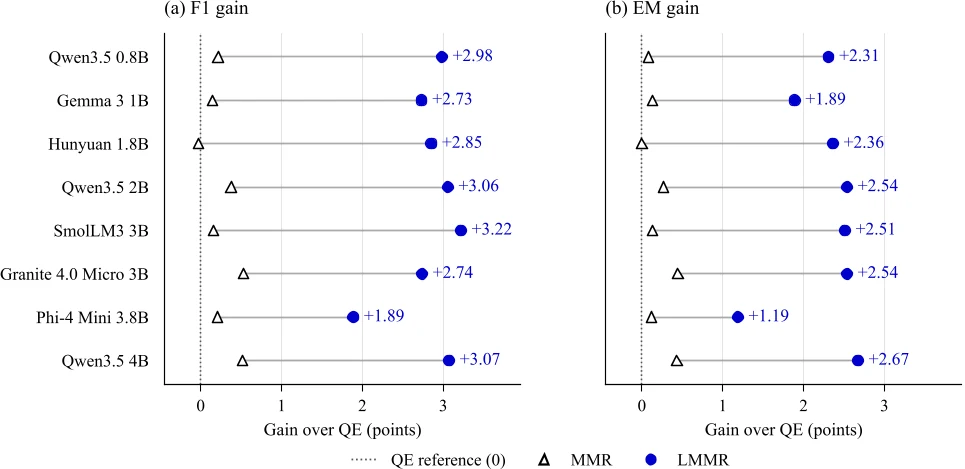 (a) F1 gain
(b) EM gain
Qwen3.5 0.8B
+2.98
+2.31
Gemma 3 1B
+2.73
+1.89
Hunyuan 1.8B
+2.85
+2.36
Qwen3.5 2B
+3.06
+2.54
SmolLM3 3B
+3.22
+2.51
Granite 4.0 Micro 3B
+2.74
+2.54
Phi-4 Mini 3.8B
+1.89
+1.19
Qwen3.5 4B
+3.07
+2.67
0 1 2 3
0 1 2 3
Gain over QE (points)
Gain over QE (points)
QE reference (0) MMR LMMR